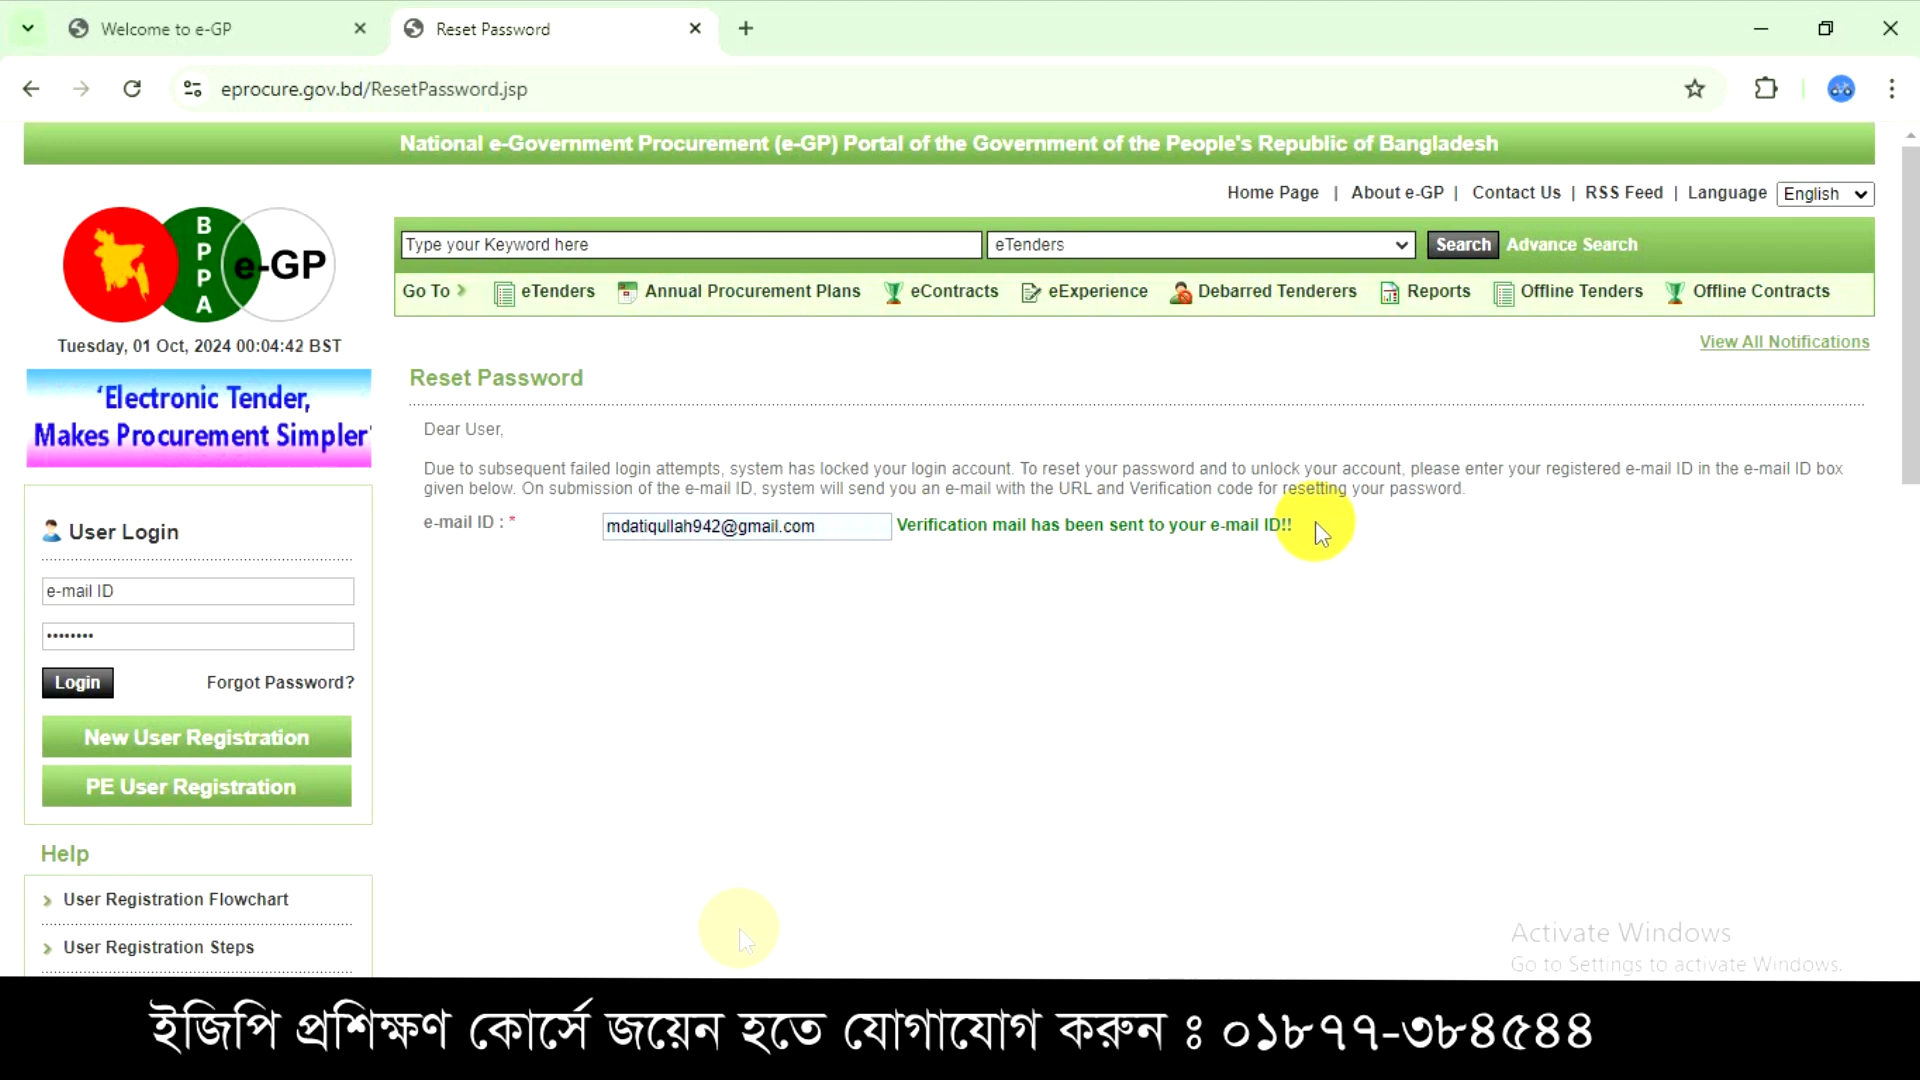 Welcome to e-GP
Reset Password
eprocure.gov.bd/ResetPassword.jsp
National e-Government Procurement (e-GP) Portal of the Government of the People's Republic of Bangladesh
Home Page | About e-GP | Contact Us | RSS Feed | Language English
BPPA e-GP
Type your Keyword here eTenders Search Advance Search
Go To eTenders Annual Procurement Plans eContracts eExperience Debarred Tenderers Reports Offline Tenders Offline Contracts
Tuesday, 01 Oct, 2024 00:04:42 BST
View All Notifications
‘Electronic Tender,
Makes Procurement Simpler’
Reset Password
Dear User,
Due to subsequent failed login attempts, system has locked your login account. To reset your password and to unlock your account, please enter your registered e-mail ID in the e-mail ID box
given below. On submission of the e-mail ID, system will send you an e-mail with the URL and Verification code for resetting your password.
e-mail ID : * mdatiqullah942@gmail.com Verification mail has been sent to your e-mail ID!!
User Login
e-mail ID
••••••••
Login Forgot Password?
New User Registration
PE User Registration
Help
User Registration Flowchart
User Registration Steps
Activate Windows
Go to Settings to activate Windows.
ইজিপি প্রশিক্ষণ কোর্সে জয়েন হতে যোগাযোগ করুন ঃ ০১৮৭৭-৩৮৪৫৪৪